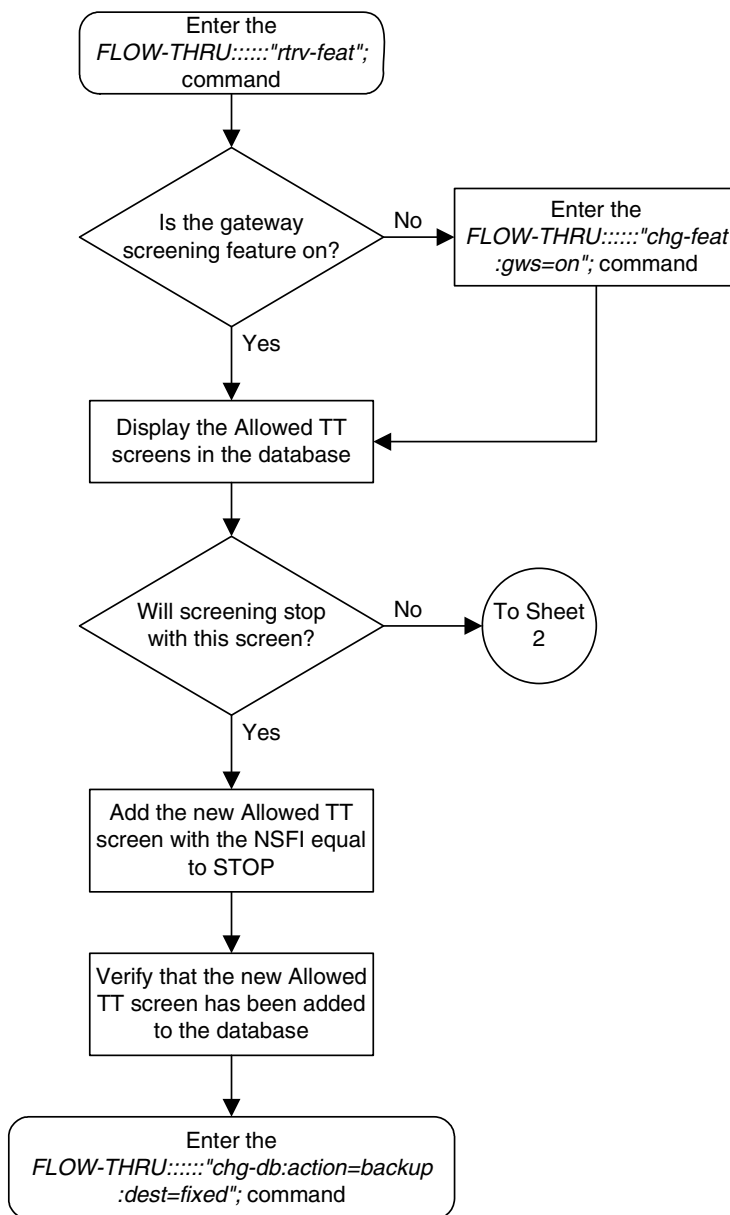 Enter the
FLOW-THRU::::::"rtrv-feat";
command
Is the gateway
screening feature on?
No
Enter the
FLOW-THRU::::::"chg-feat
:gws=on"; command
Yes
Display the Allowed TT
screens in the database
Will screening stop
with this screen?
No
To Sheet
2
Yes
Add the new Allowed TT
screen with the NSFI equal
to STOP
Verify that the new Allowed
TT screen has been added
to the database
Enter the
FLOW-THRU::::::"chg-db:action=backup
:dest=fixed"; command